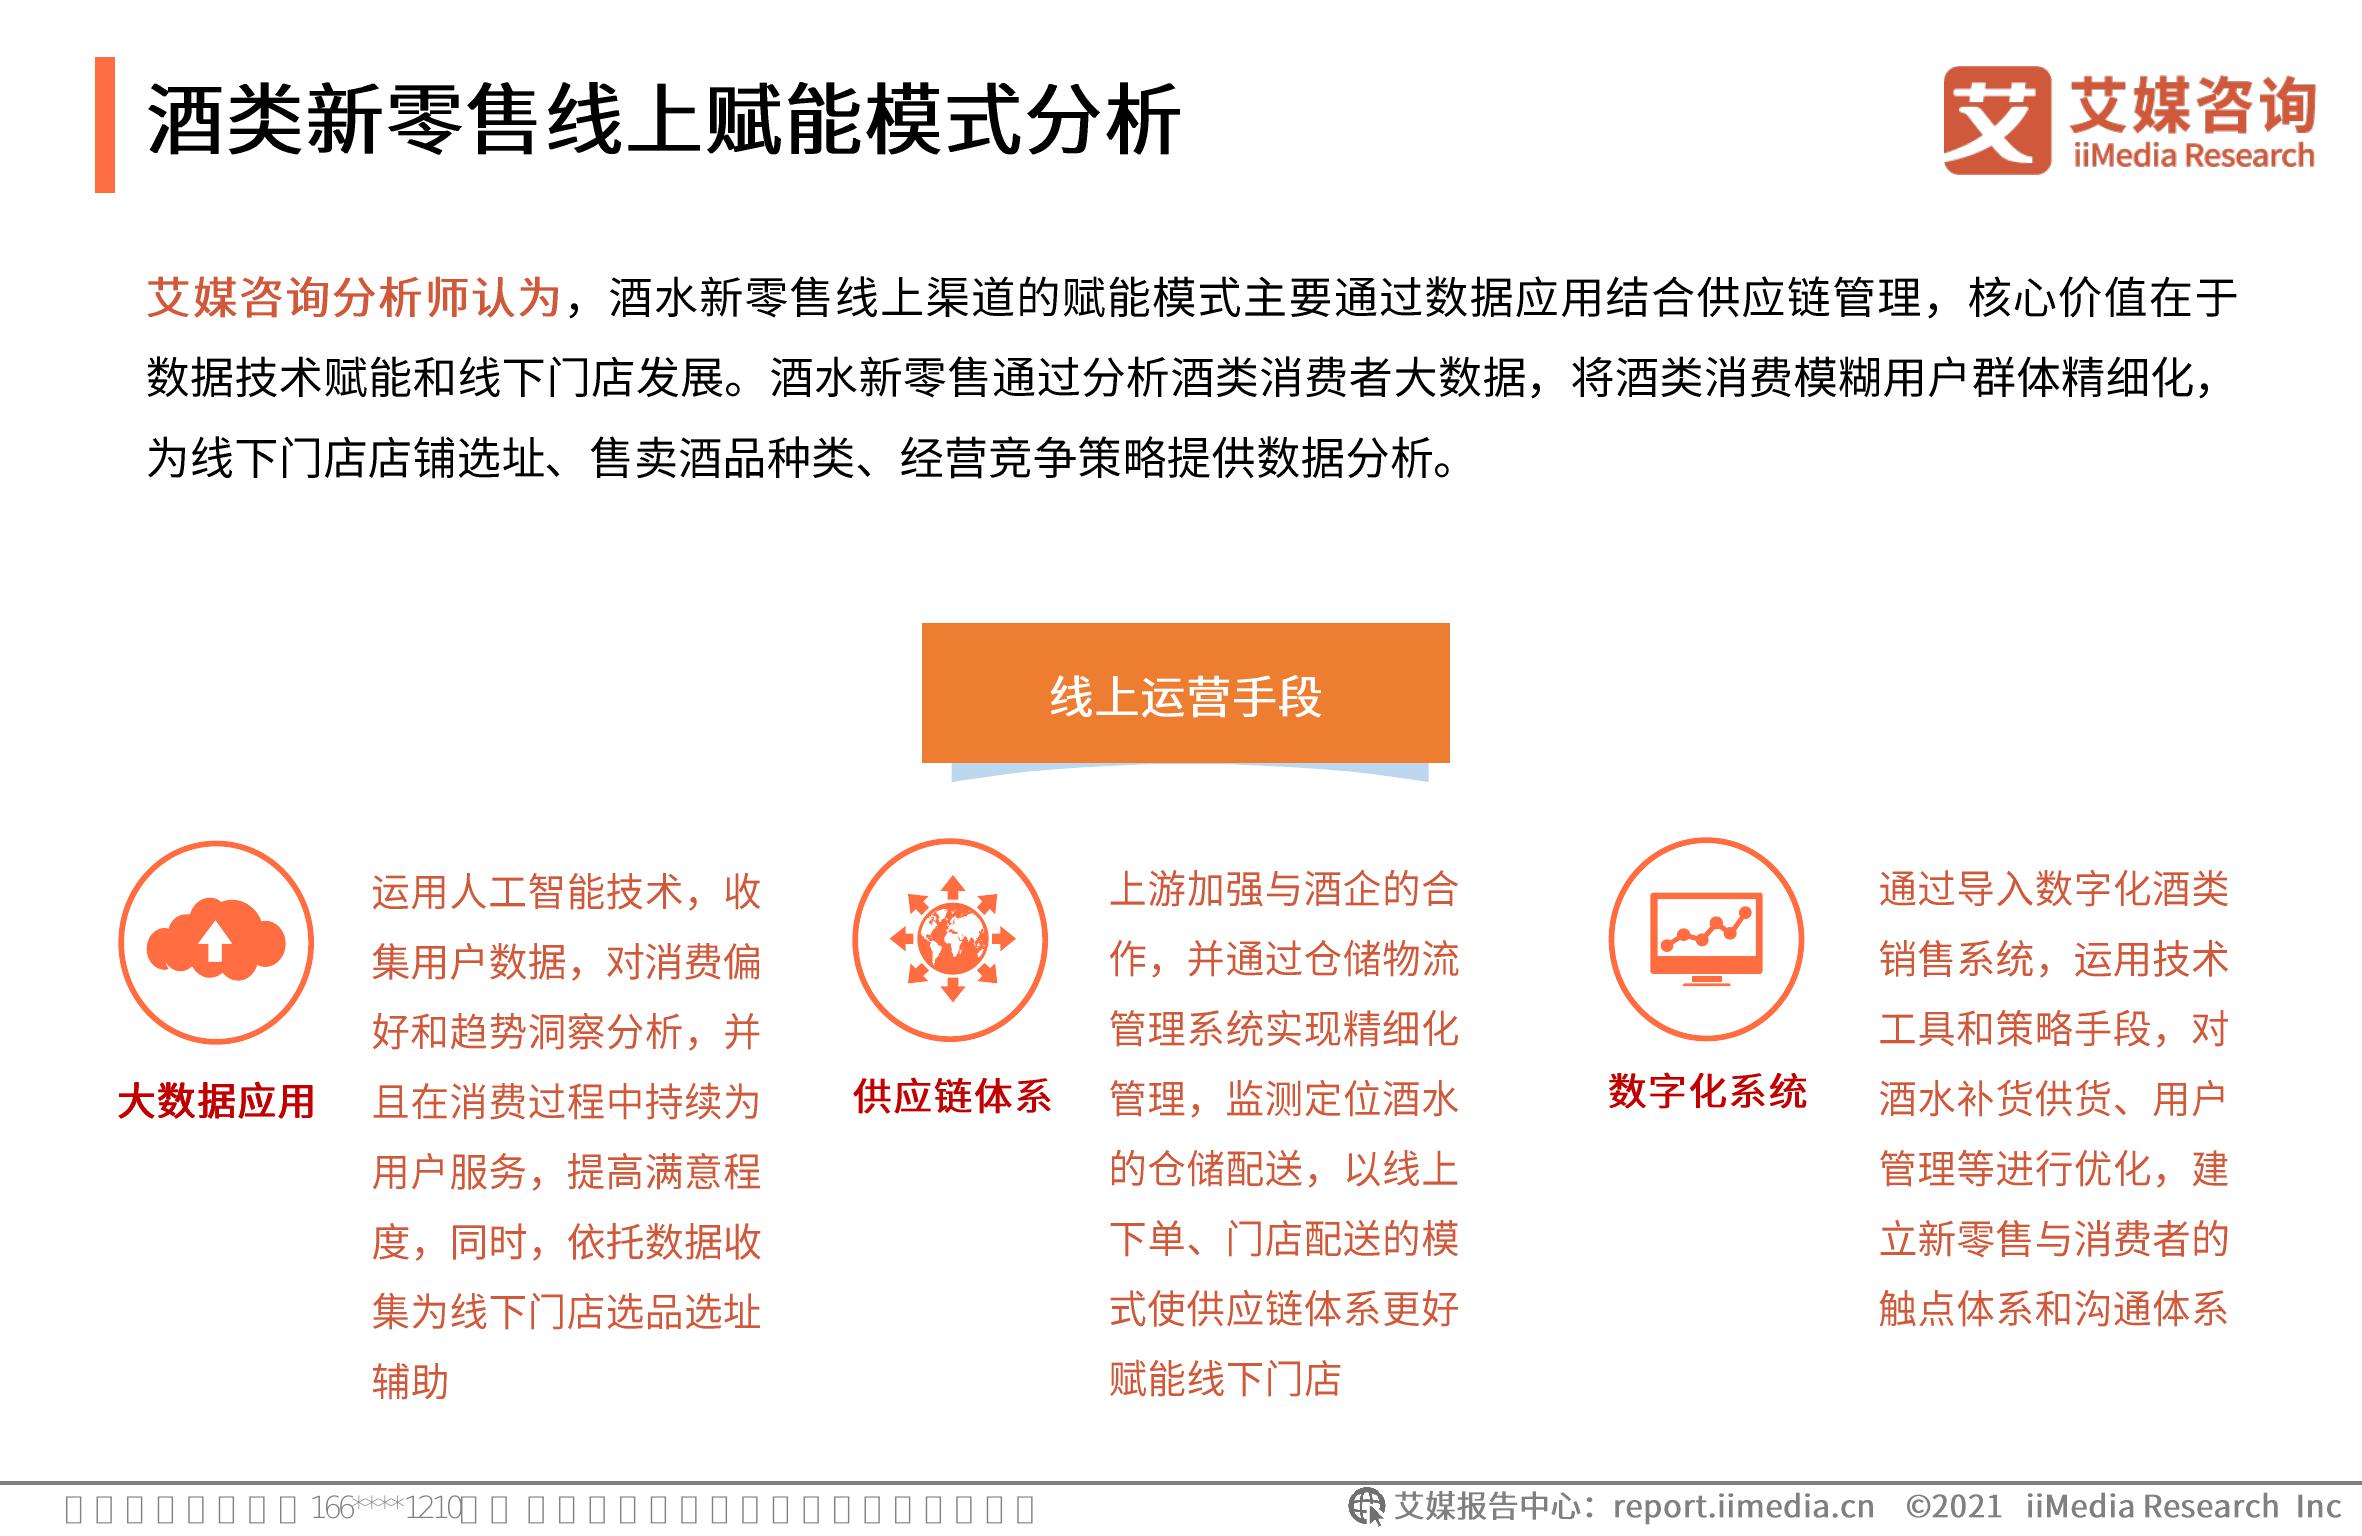 酒类新零售线上赋能模式分析
艾 艾媒咨询
iiMedia Research
艾媒咨询分析师认为，酒水新零售线上渠道的赋能模式主要通过数据应用结合供应链管理，核心价值在于
数据技术赋能和线下门店发展。酒水新零售通过分析酒类消费者大数据，将酒类消费模糊用户群体精细化，
为线下门店店铺选址、售卖酒品种类、经营竞争策略提供数据分析。
线上运营手段
大数据应用
运用人工智能技术，收
集用户数据，对消费偏
好和趋势洞察分析，并
且在消费过程中持续为
用户服务，提高满意程
度，同时，依托数据收
集为线下门店选品选址
辅助
供应链体系
上游加强与酒企的合
作，并通过仓储物流
管理系统实现精细化
管理，监测定位酒水
的仓储配送，以线上
下单、门店配送的模
式使供应链体系更好
赋能线下门店
数字化系统
通过导入数字化酒类
销售系统，运用技术
工具和策略手段，对
酒水补货供货、用户
管理等进行优化，建
立新零售与消费者的
触点体系和沟通体系
166****1210
艾媒报告中心：report.iimedia.cn ©2021 iiMedia Research Inc